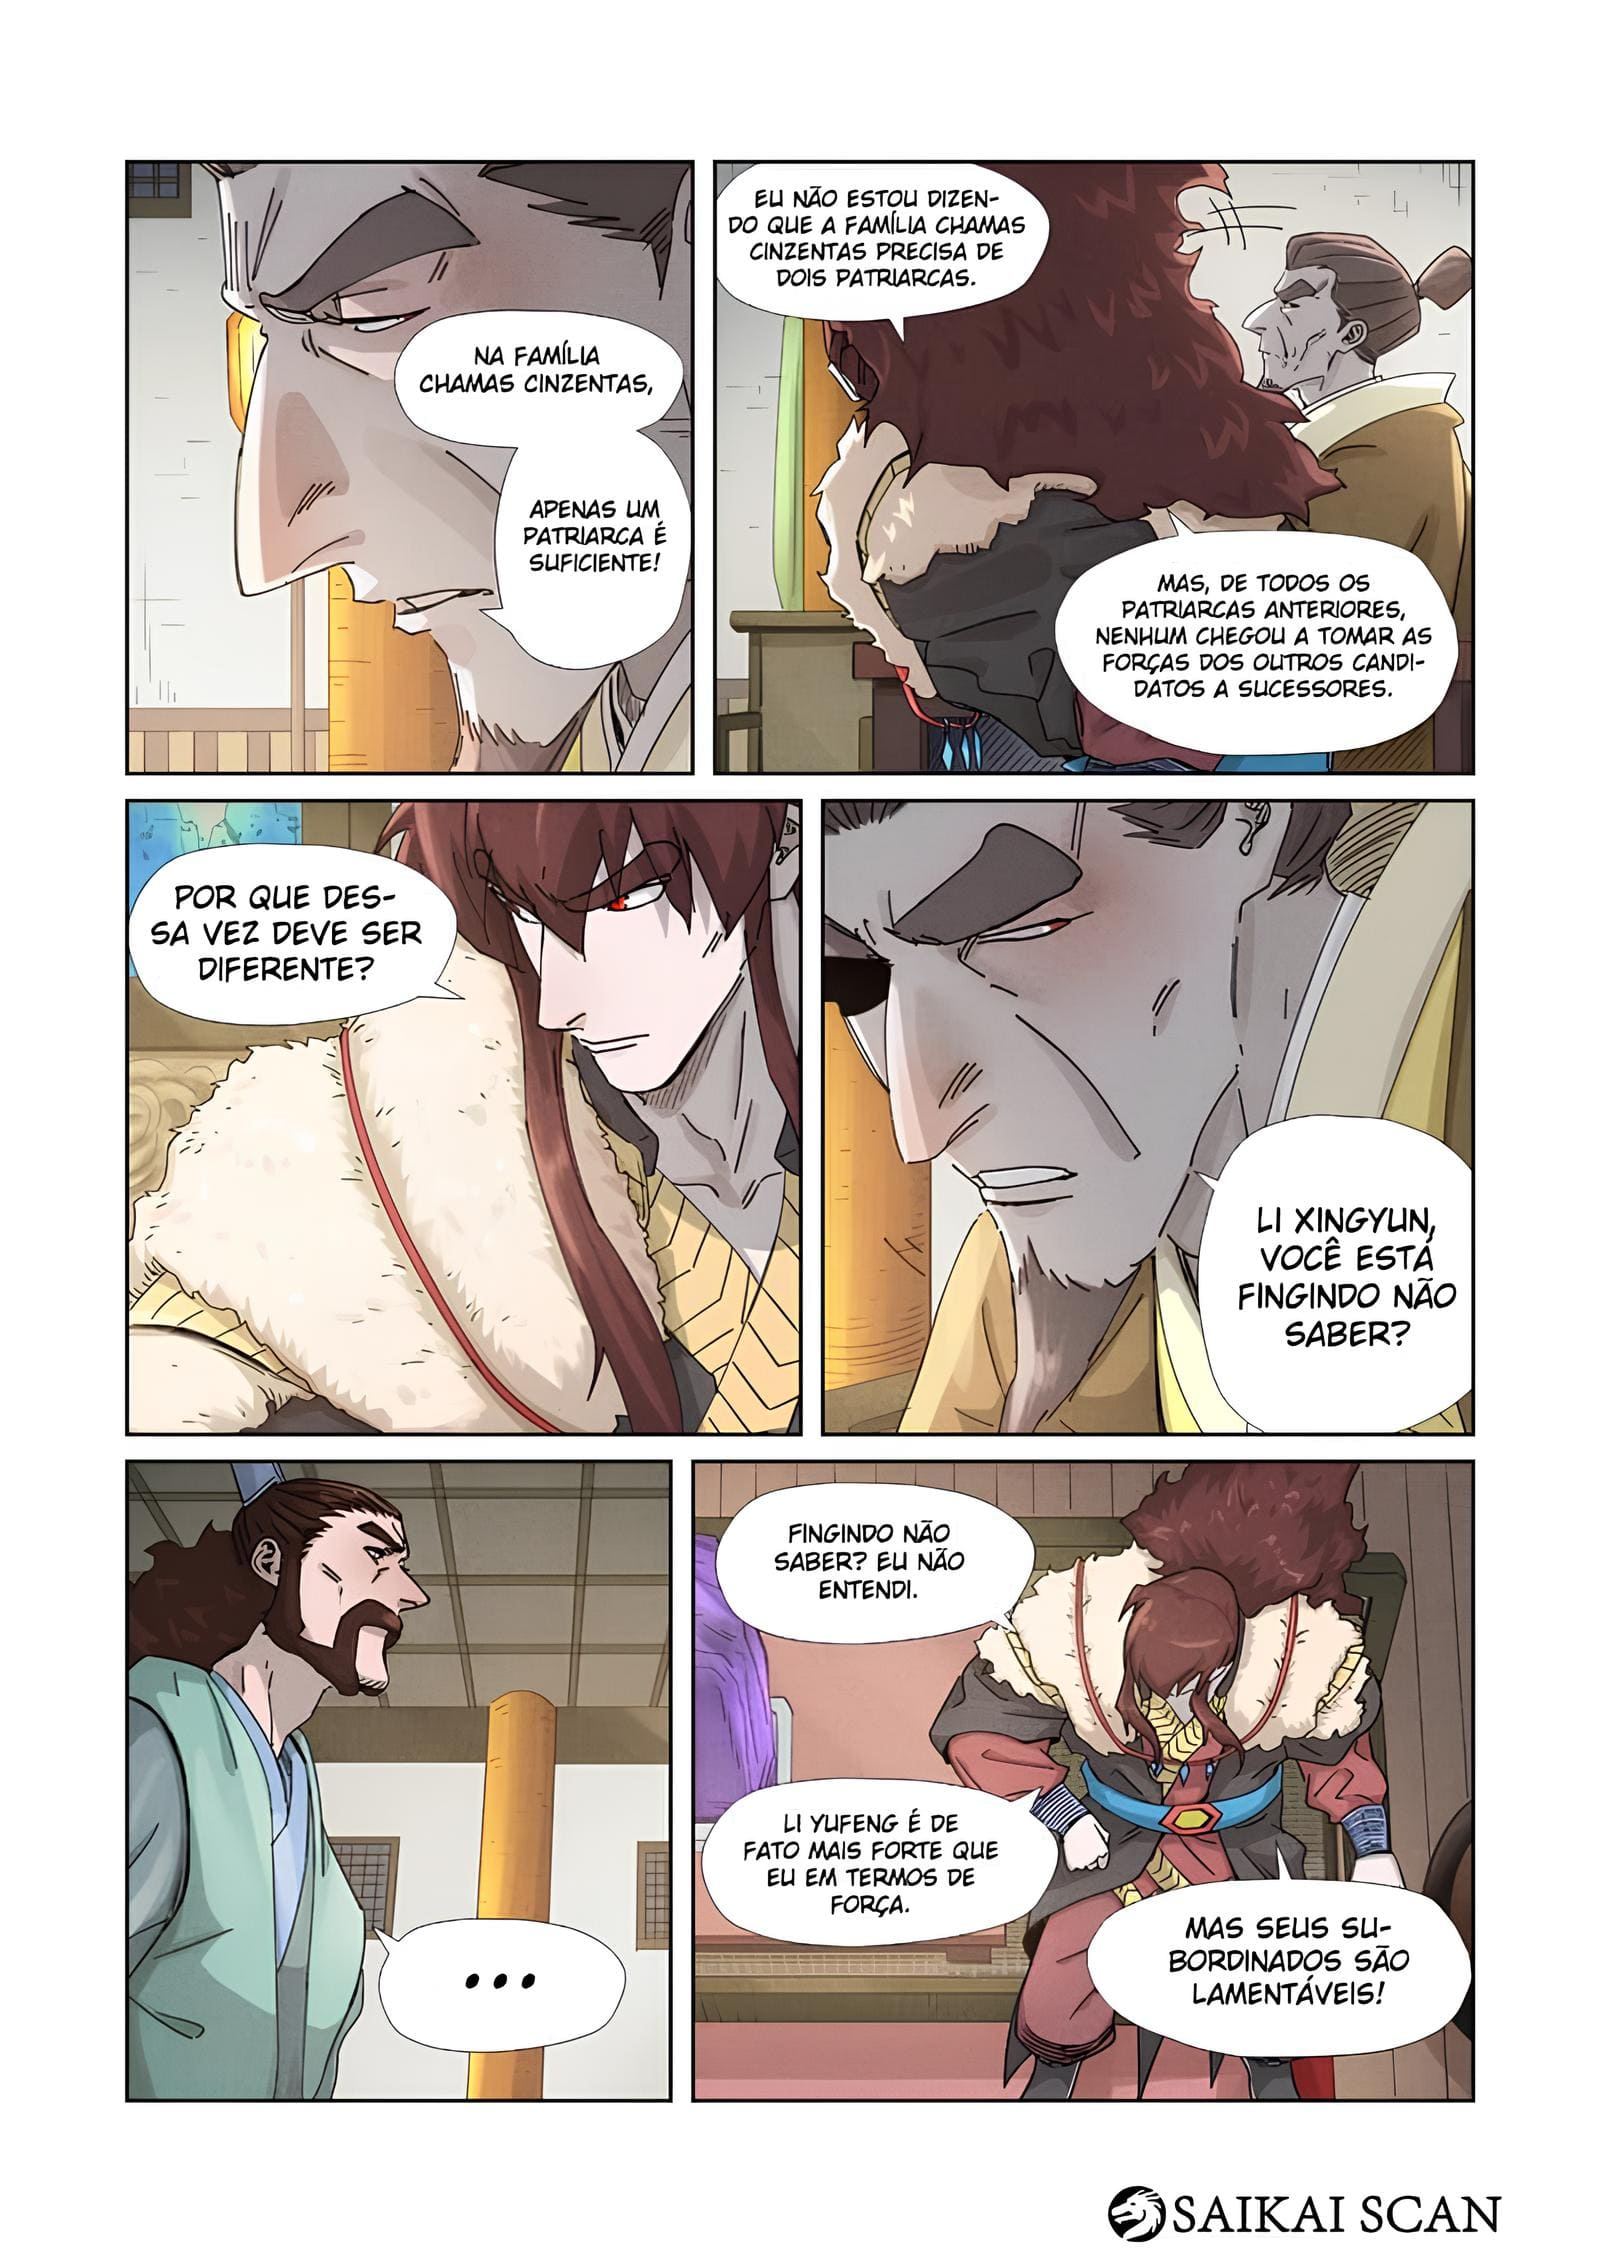 NA FAMÍLIA
CHAMAS CINZENTAS,
APENAS UM
PATRIARCA É
SUFICIENTE!
EU NÃO ESTOU DIZEN-
DO QUE A FAMÍLIA CHAMAS
CINZENTAS PRECISA DE
DOIS PATRIARCAS.
MAS, DE TODOS OS
PATRIARCAS ANTERIORES,
NENHUM CHEGOU A TOMAR AS
FORÇAS DOS OUTROS CANDI-
DATOS A SUCESSORES.
POR QUE DES-
SA VEZ DEVE SER
DIFERENTE?
LI XINGYUN,
VOCÊ ESTÁ
FINGINDO NÃO
SABER?
...
FINGINDO NÃO
SABER? EU NÃO
ENTENDI.
LI YUFENG É DE
FATO MAIS FORTE QUE
EU EM TERMOS DE
FORÇA.
MAS SEUS SU-
BORDINADOS SÃO
LAMENTÁVEIS!
SAIKAI SCAN